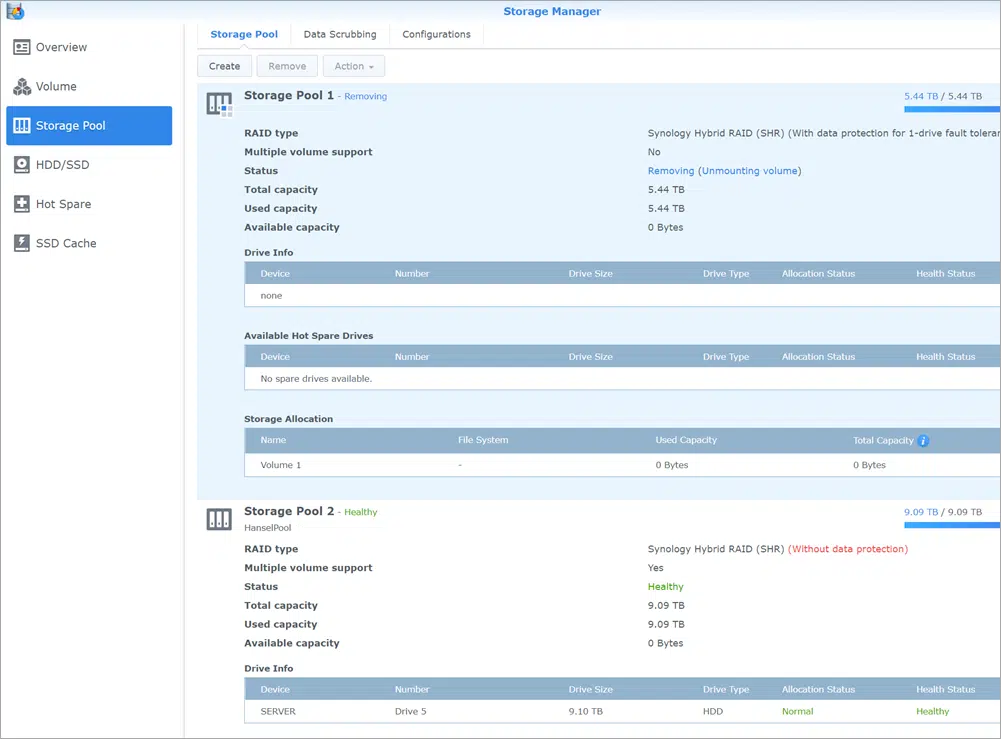 Storage Manager
Overview
Volume
Storage Pool
HDD/SSD
Hot Spare
SSD Cache
Storage Pool Data Scrubbing Configurations
Create Remove Action
Storage Pool 1 - Removing 5.44 TB / 5.44 TB
RAID type Synology Hybrid RAID (SHR) (With data protection for 1-drive fault toleran
Multiple volume support No
Status Removing (Unmounting volume)
Total capacity 5.44 TB
Used capacity 5.44 TB
Available capacity 0 Bytes
Drive Info
Device Number Drive Size Drive Type Allocation Status Health Status
none
Available Hot Spare Drives
Device Number Drive Size Drive Type Allocation Status Health Status
No spare drives available.
Storage Allocation
Name File System Used Capacity Total Capacity i
Volume 1 - 0 Bytes 0 Bytes
Storage Pool 2 - Healthy 9.09 TB / 9.09 TB
HanselPool
RAID type Synology Hybrid RAID (SHR) (Without data protection)
Multiple volume support Yes
Status Healthy
Total capacity 9.09 TB
Used capacity 9.09 TB
Available capacity 0 Bytes
Drive Info
Device Number Drive Size Drive Type Allocation Status Health Status
SERVER Drive 5 9.10 TB HDD Normal Healthy